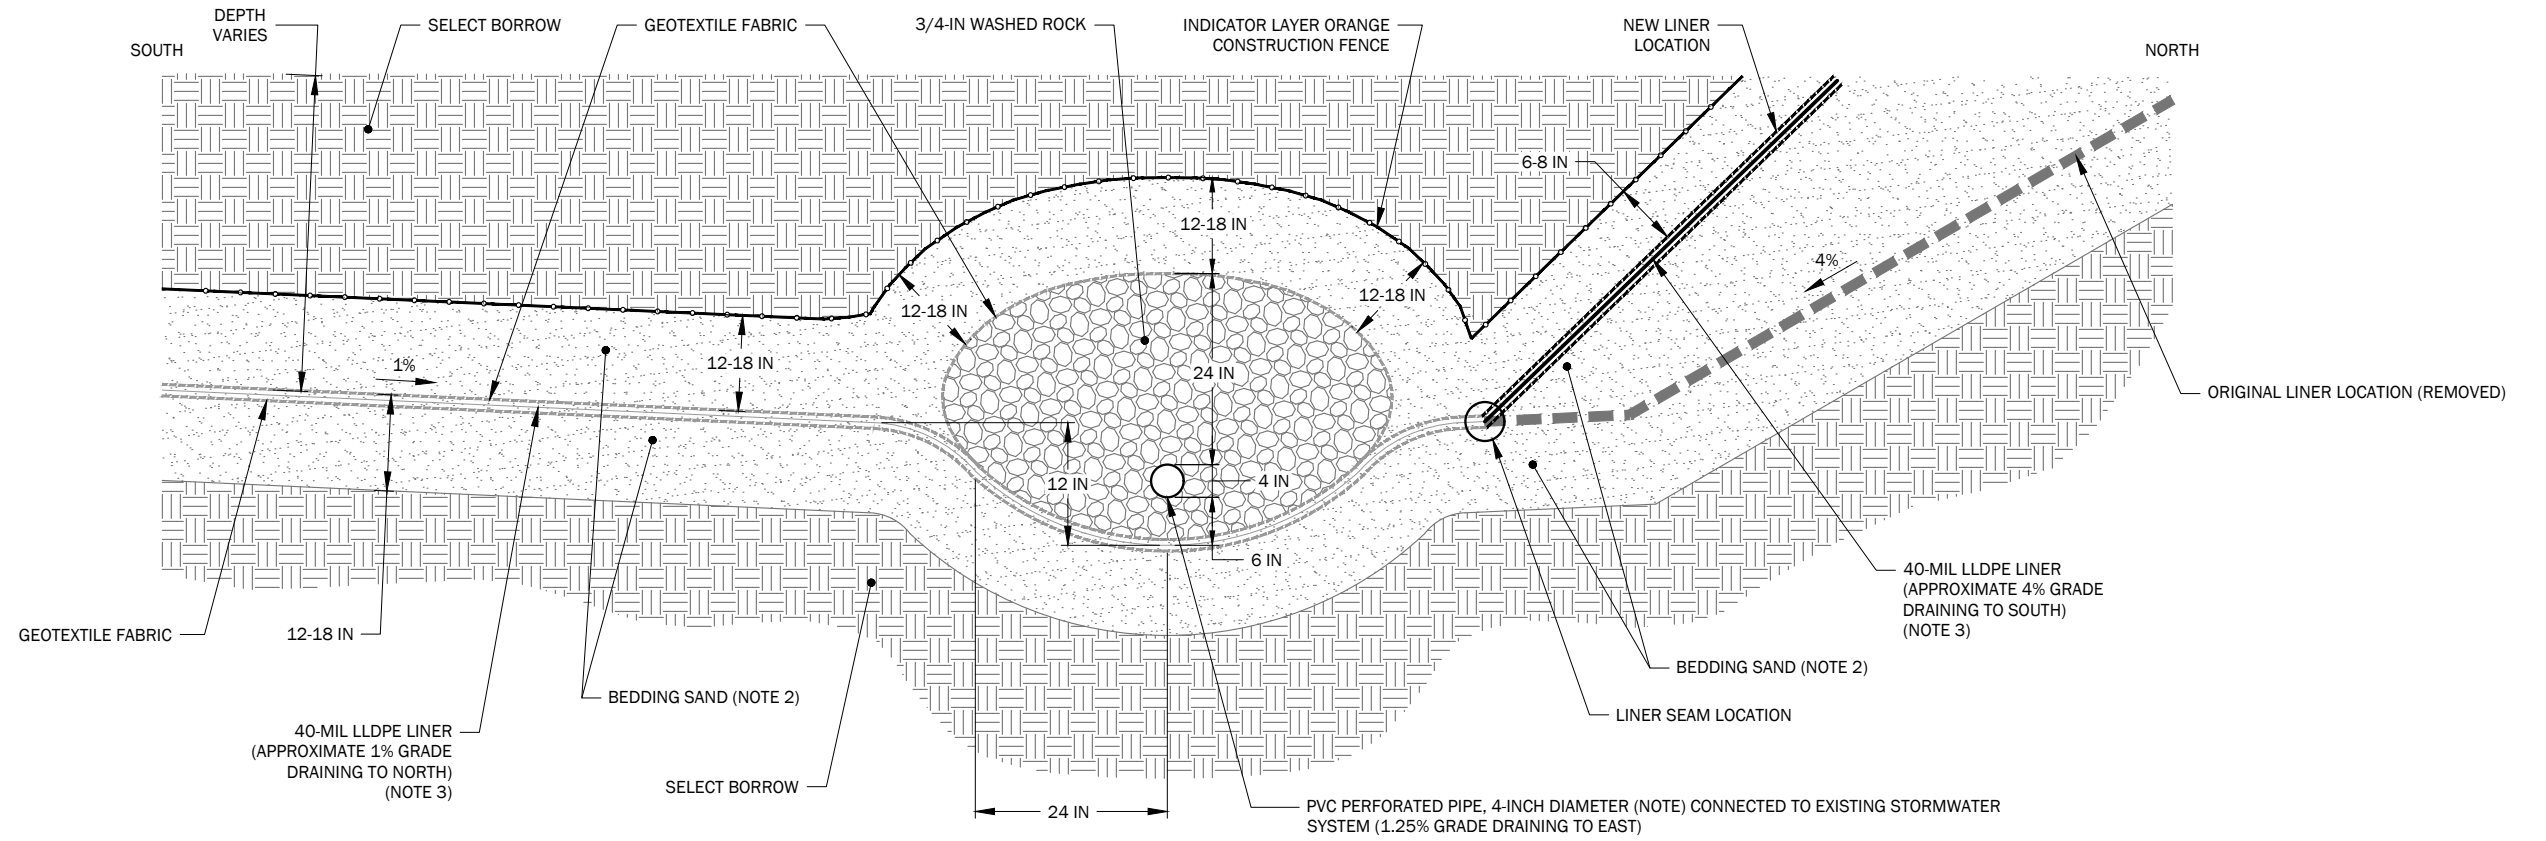 DEPTH
VARIES
SELECT BORROW
GEOTEXTILE FABRIC
3/4-IN WASHED ROCK
INDICATOR LAYER ORANGE
CONSTRUCTION FENCE
NEW LINER
LOCATION
SOUTH
NORTH
6-8 IN
12-18 IN
4%
12-18 IN
12-18 IN
1%
12-18 IN
24 IN
ORIGINAL LINER LOCATION (REMOVED)
12 IN
4 IN
6 IN
40-MIL LLDPE LINER
(APPROXIMATE 4% GRADE
DRAINING TO SOUTH)
(NOTE 3)
GEOTEXTILE FABRIC
12-18 IN
BEDDING SAND (NOTE 2)
BEDDING SAND (NOTE 2)
LINER SEAM LOCATION
40-MIL LLDPE LINER
(APPROXIMATE 1% GRADE
DRAINING TO NORTH)
(NOTE 3)
SELECT BORROW
24 IN
PVC PERFORATED PIPE, 4-INCH DIAMETER (NOTE) CONNECTED TO EXISTING STORMWATER
SYSTEM (1.25% GRADE DRAINING TO EAST)